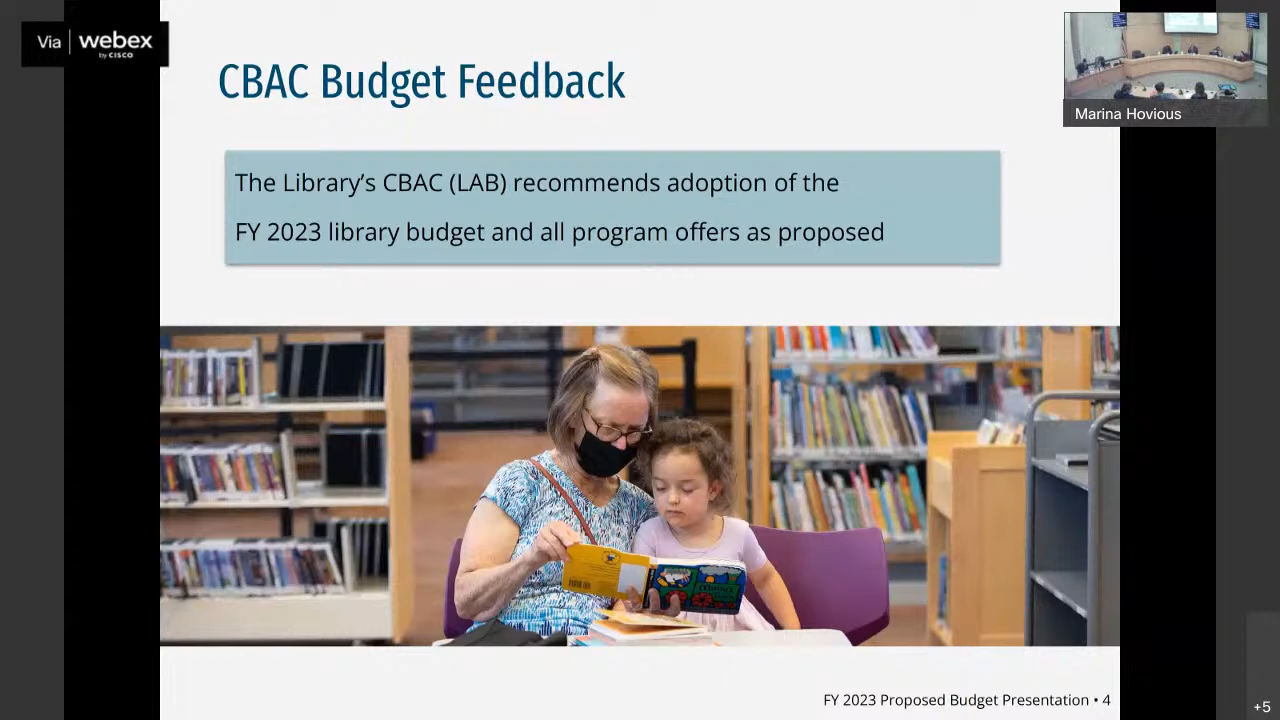 Via webex
by CISCO
CBAC Budget Feedback
Marina Hovious
The Library's CBAC (LAB) recommends adoption of the
FY 2023 library budget and all program offers as proposed
FY 2023 Proposed Budget Presentation • 4
+5